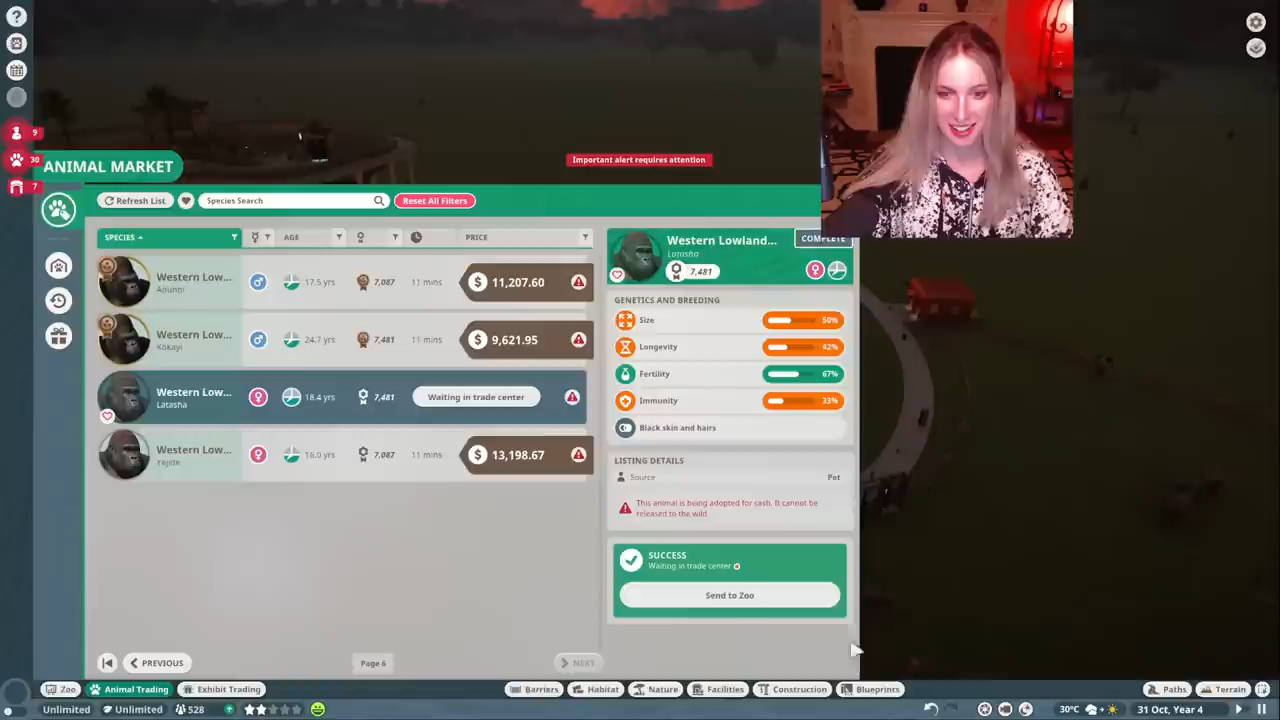 9
30
7
ANIMAL MARKET
Important alert requires attention
Refresh List
Species Search
Reset All Filters
SPECIES
AGE
PRICE
Western Low...
Adunni
17.5 yrs
7,087
11 mins
$ 11,207.60
Western Low...
Kokayi
24.7 yrs
7,481
11 mins
$ 9,621.95
Western Low...
Latasha
18.4 yrs
7,481
Waiting in trade center
Western Low...
Yejide
16.0 yrs
7,087
11 mins
$ 13,198.67
PREVIOUS
Page 6
NEXT
Western Lowland...
COMPLETE
Latasha
7,481
GENETICS AND BREEDING
Size 50%
Longevity 42%
Fertility 67%
Immunity 33%
Black skin and hairs
LISTING DETAILS
Source Pot
This animal is being adopted for cash. It cannot be
released to the wild.
SUCCESS
Waiting in trade center
Send to Zoo
Zoo
Animal Trading
Exhibit Trading
Barriers
Habitat
Nature
Facilities
Construction
Blueprints
Paths
Terrain
Unlimited
Unlimited
528
30°C
31 Oct, Year 4